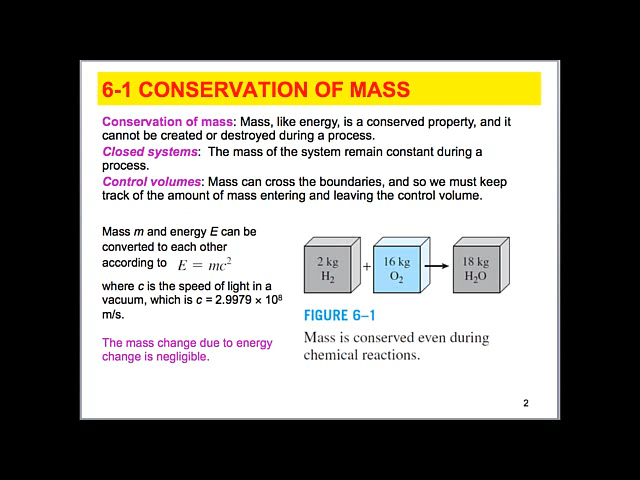 6-1 CONSERVATION OF MASS
Conservation of mass: Mass, like energy, is a conserved property, and it
cannot be created or destroyed during a process.
Closed systems: The mass of the system remain constant during a
process.
Control volumes: Mass can cross the boundaries, and so we must keep
track of the amount of mass entering and leaving the control volume.
Mass m and energy E can be
converted to each other
according to E = mc²
where c is the speed of light in a
vacuum, which is c = 2.9979 × 10⁸
m/s.
The mass change due to energy
change is negligible.
2 kg
H₂
+
16 kg
O₂
18 kg
H₂O
FIGURE 6–1
Mass is conserved even during
chemical reactions.
2